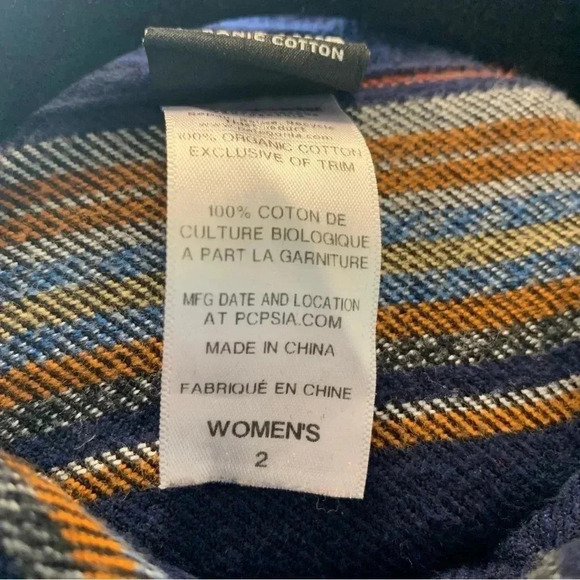 COTTON
100% ORGANIC COTTON
EXCLUSIVE OF TRIM
100% COTON DE
CULTURE BIOLOGIQUE
A PART LA GARNITURE
MFG DATE AND LOCATION
AT PCPSIA.COM
MADE IN CHINA
FABRIQUÉ EN CHINE
WOMEN'S
2